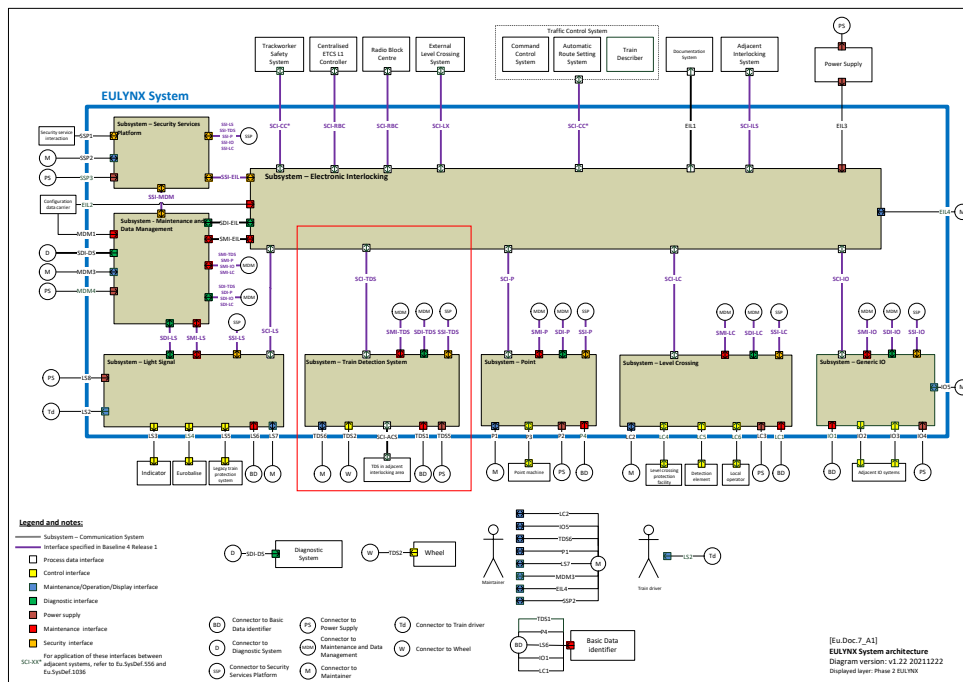 Traffic Control System
Trackworker
Safety
System
Centralised
ETCS L1
Controller
Radio Block
Centre
External
Level Crossing
System
Command
Control
System
Automatic
Route Setting
System
Train
Describer
Documentation
System
Adjacent
Interlocking
System
PS
Power Supply
EULYNX System
SCI-CC*
SCI-RBC
SCI-RBC
SCI-LX
SCI-CC*
EIL1
SCI-ILS
EIL3
Security service
interaction
SSP1
M
SSP2
PS
SSP3
Subsystem – Security Services
Platform
SSI-LS
SSI-TDS
SSI-P
SSI-IO
SSI-LC
SSP
SSI-EIL
SSI-MDM
Subsystem – Electronic Interlocking
EIL4
M
Configuration
data carrier
EIL2
MDM1
D
SDI-DS
M
MDM3
PS
MDM4
Subsystem - Maintenance and
Data Management
SDI-EIL
SMI-EIL
SMI-TDS
SMI-P
SMI-IO
SMI-LC
MDM
SDI-TDS
SDI-P
SDI-IO
SDI-LC
MDM
SCI-LS
SCI-TDS
SCI-P
SCI-LC
SCI-IO
SDI-LS
SMI-LS
SSP
SSI-LS
MDM
MDM
SSP
SMI-TDS
SDI-TDS
SSI-TDS
MDM
MDM
SSP
SMI-P
SDI-P
SSI-P
MDM
MDM
SSP
SMI-LC
SDI-LC
SSI-LC
MDM
MDM
SSP
SMI-IO
SDI-IO
SSI-IO
Subsystem – Light Signal
Subsystem – Train Detection System
Subsystem – Point
Subsystem – Level Crossing
Subsystem – Generic IO
PS
LS8
Td
LS2
IO5
M
LS3
LS4
LS5
LS6
LS7
TDS6
TDS2
SCI-ACS
TDS1
TDS5
P1
P3
P2
P4
LC2
LC4
LC5
LC6
LC3
LC1
IO1
IO2
IO3
IO4
Indicator
Eurobalise
Legacy train
protection
system
BD
M
M
W
TDS in adjacent
interlocking area
BD
PS
M
Point machine
PS
BD
M
Level crossing
protection
facility
Detection
element
Local
operator
PS
BD
BD
Adjacent IO systems
PS
Legend and notes:
Subsystem – Communication System
Interface specified in Baseline 4 Release 1
Process data interface
Control interface
Maintenance/Operation/Display interface
Diagnostic interface
Power supply
Maintenance interface
Security interface
SCI-XX*
For application of these interfaces between
adjacent systems, refer to Eu.SysDef.556 and
Eu.SysDef.1036
D
SDI-DS
Diagnostic
System
W
TDS2
Wheel
Maintainer
LC2
IO5
TDS6
P1
LS7
MDM3
EIL4
SSP2
M
Train driver
LS2
Td
BD
Connector to Basic
Data identifier
D
Connector to
Diagnostic System
SSP
Connector to Security
Services Platform
PS
Connector to
Power Supply
MDM
Connector to
Maintenance and Data
Management
M
Connector to
Maintainer
Td
Connector to Train driver
W
Connector to Wheel
BD
TDS1
P4
LS6
IO1
LC1
Basic Data
identifier
[Eu.Doc.7_A1]
EULYNX System architecture
Diagram version: v1.22 20211222
Displayed layer: Phase 2 EULYNX